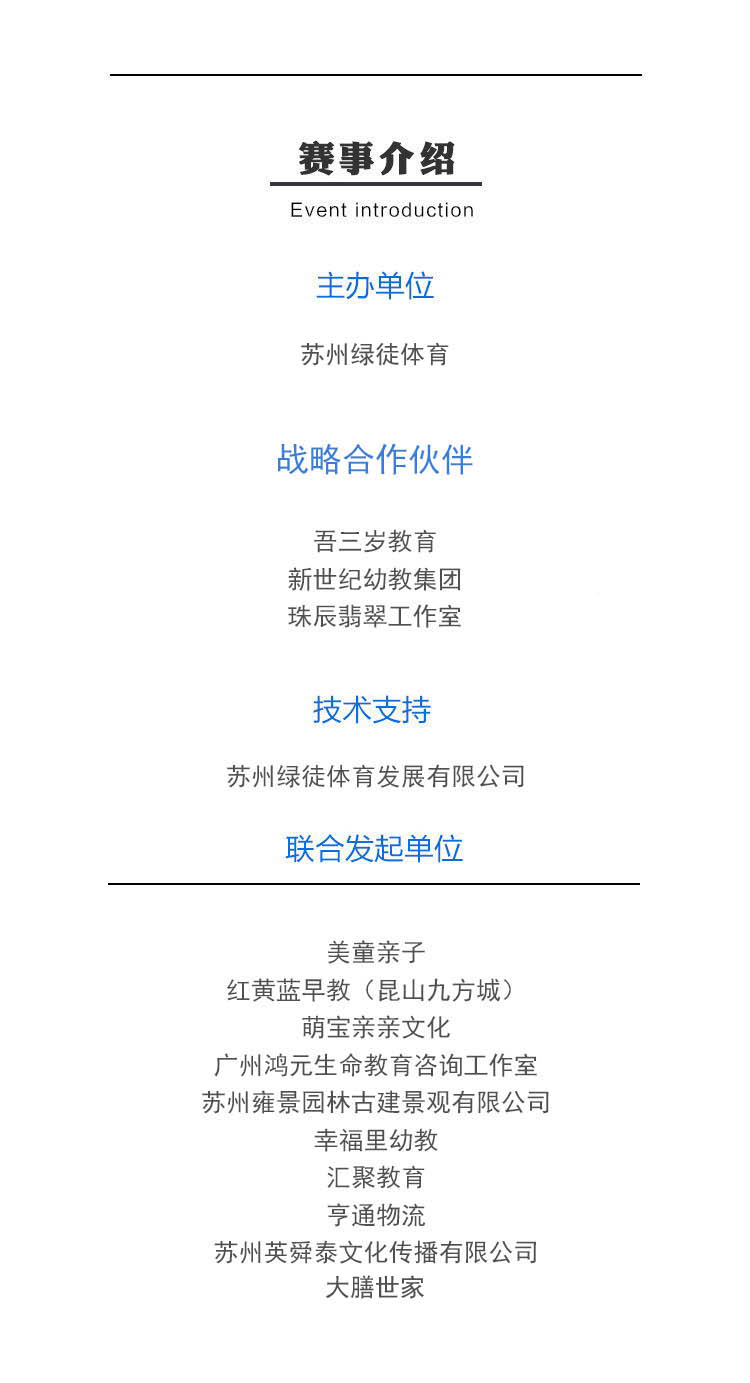 赛事介绍
Event introduction
主办单位
苏州绿徒体育
战略合作伙伴
吾三岁教育
新世纪幼教集团
珠辰翡翠工作室
技术支持
苏州绿徒体育发展有限公司
联合发起单位
美童亲子
红黄蓝早教（昆山九方城）
萌宝亲亲文化
广州鸿元生命教育咨询工作室
苏州雍景园林古建景观有限公司
幸福里幼教
汇聚教育
亨通物流
苏州英舜泰文化传播有限公司
大膳世家